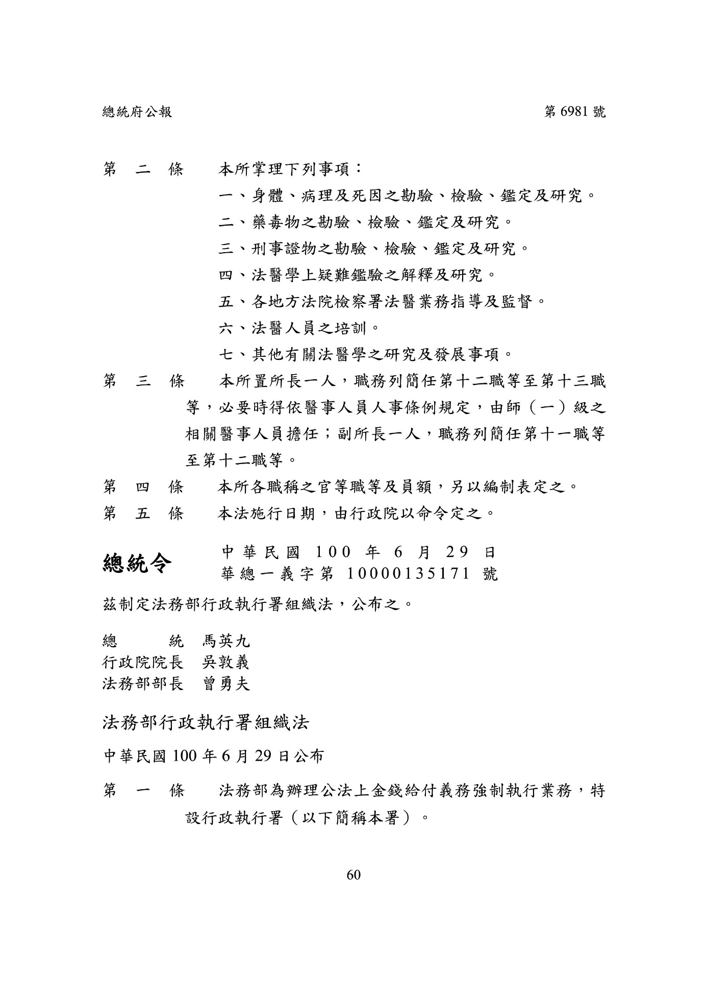 總統府公報 第 6981 號
第二條 本所掌理下列事項：
一、身體、病理及死因之勘驗、檢驗、鑑定及研究。
二、藥毒物之勘驗、檢驗、鑑定及研究。
三、刑事證物之勘驗、檢驗、鑑定及研究。
四、法醫學上疑難鑑驗之解釋及研究。
五、各地方法院檢察署法醫業務指導及監督。
六、法醫人員之培訓。
七、其他有關法醫學之研究及發展事項。
第三條 本所置所長一人，職務列簡任第十二職等至第十三職
等，必要時得依醫事人員人事條例規定，由師（一）級之
相關醫事人員擔任；副所長一人，職務列簡任第十一職等
至第十二職等。
第四條 本所各職稱之官等職等及員額，另以編制表定之。
第五條 本法施行日期，由行政院以命令定之。
總統令
中華民國 100 年 6 月 29 日
華總一義字第 10000135171 號
茲制定法務部行政執行署組織法，公布之。
總統 馬英九
行政院院長 吳敦義
法務部部長 曾勇夫
法務部行政執行署組織法
中華民國 100 年 6 月 29 日公布
第一條 法務部為辦理公法上金錢給付義務強制執行業務，特
設行政執行署（以下簡稱本署）。
60